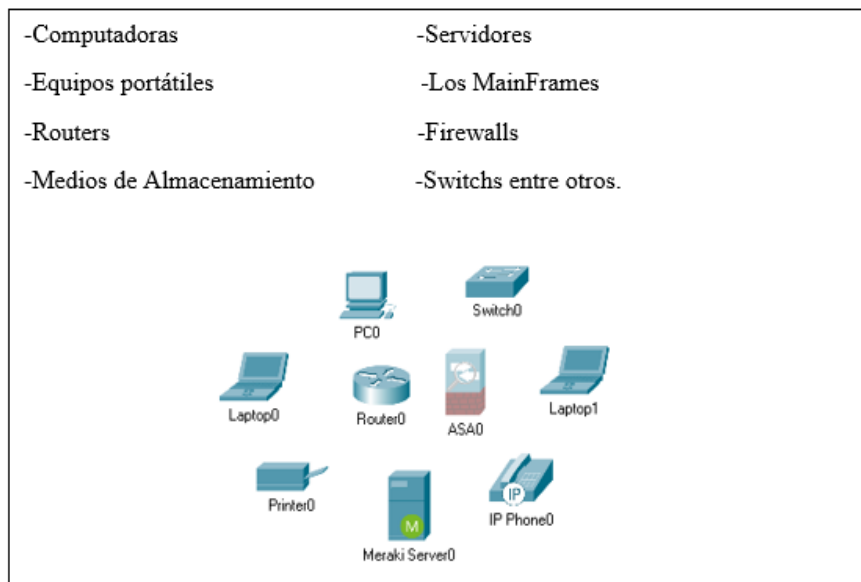 -Computadoras -Servidores
-Equipos portátiles -Los MainFrames
-Routers -Firewalls
-Medios de Almacenamiento -Switchs entre otros.
PC0
Switch0
Laptop0
Router0
ASA0
Laptop1
Printer0
M
Meraki Server0
IP
IP Phone0